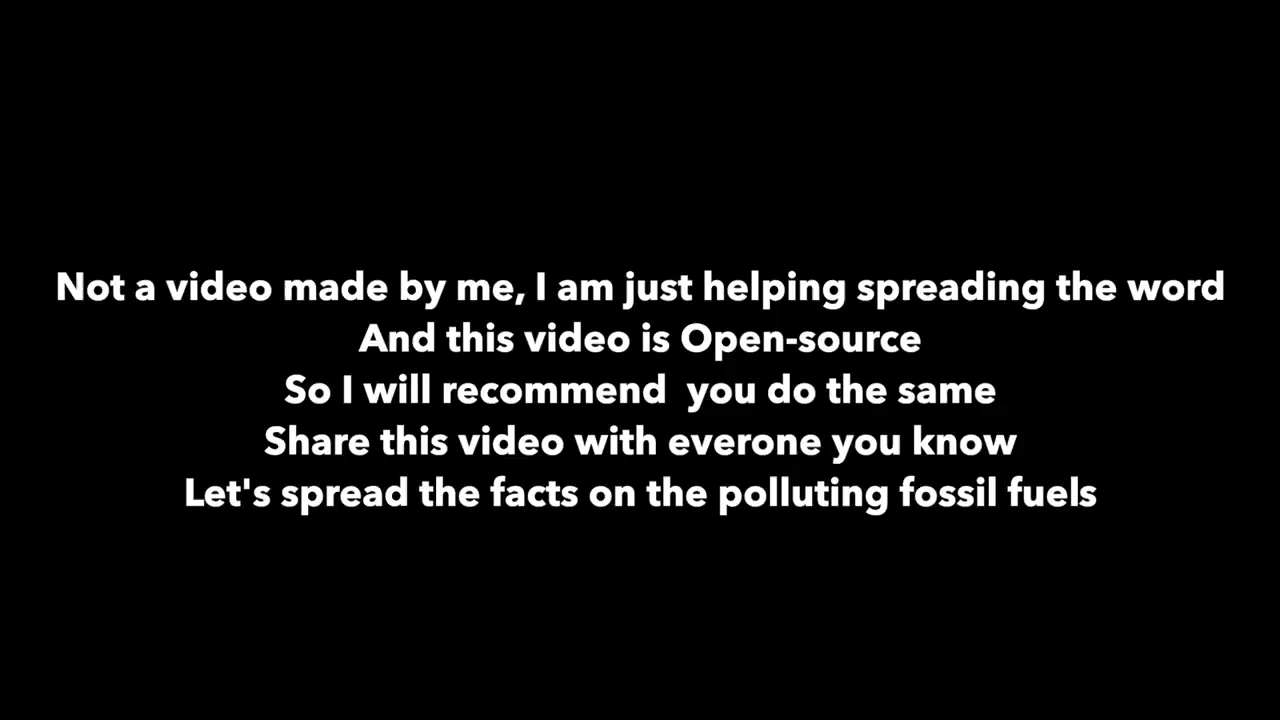 Not a video made by me, I am just helping spreading the word
And this video is Open-source
So I will recommend  you do the same
Share this video with everone you know
Let's spread the facts on the polluting fossil fuels